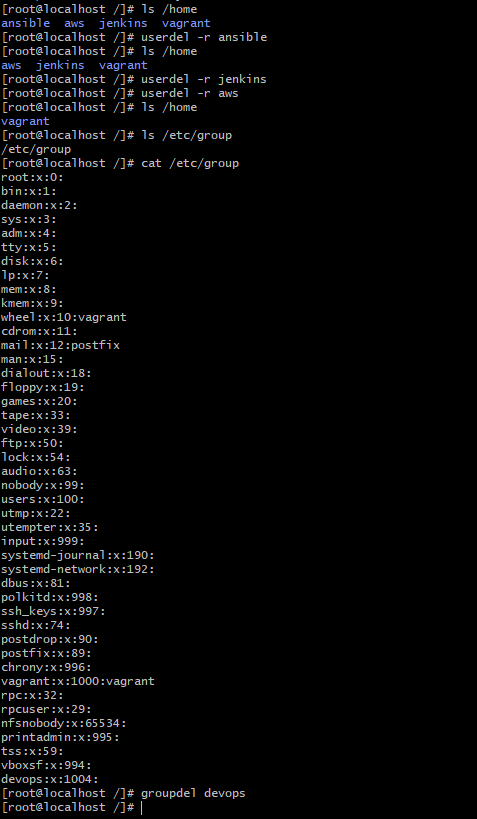 [root@localhost /]# ls /home
ansible  aws  jenkins  vagrant
[root@localhost /]# userdel -r ansible
[root@localhost /]# ls /home
aws  jenkins  vagrant
[root@localhost /]# userdel -r jenkins
[root@localhost /]# userdel -r aws
[root@localhost /]# ls /home
vagrant
[root@localhost /]# ls /etc/group
/etc/group
[root@localhost /]# cat /etc/group
root:x:0:
bin:x:1:
daemon:x:2:
sys:x:3:
adm:x:4:
tty:x:5:
disk:x:6:
lp:x:7:
mem:x:8:
kmem:x:9:
wheel:x:10:vagrant
cdrom:x:11:
mail:x:12:postfix
man:x:15:
dialout:x:18:
floppy:x:19:
games:x:20:
tape:x:33:
video:x:39:
ftp:x:50:
lock:x:54:
audio:x:63:
nobody:x:99:
users:x:100:
utmp:x:22:
utempter:x:35:
input:x:999:
systemd-journal:x:190:
systemd-network:x:192:
dbus:x:81:
polkitd:x:998:
ssh_keys:x:997:
sshd:x:74:
postdrop:x:90:
postfix:x:89:
chrony:x:996:
vagrant:x:1000:vagrant
rpc:x:32:
rpcuser:x:29:
nfsnobody:x:65534:
printadmin:x:995:
tss:x:59:
vboxsf:x:994:
devops:x:1004:
[root@localhost /]# groupdel devops
[root@localhost /]#